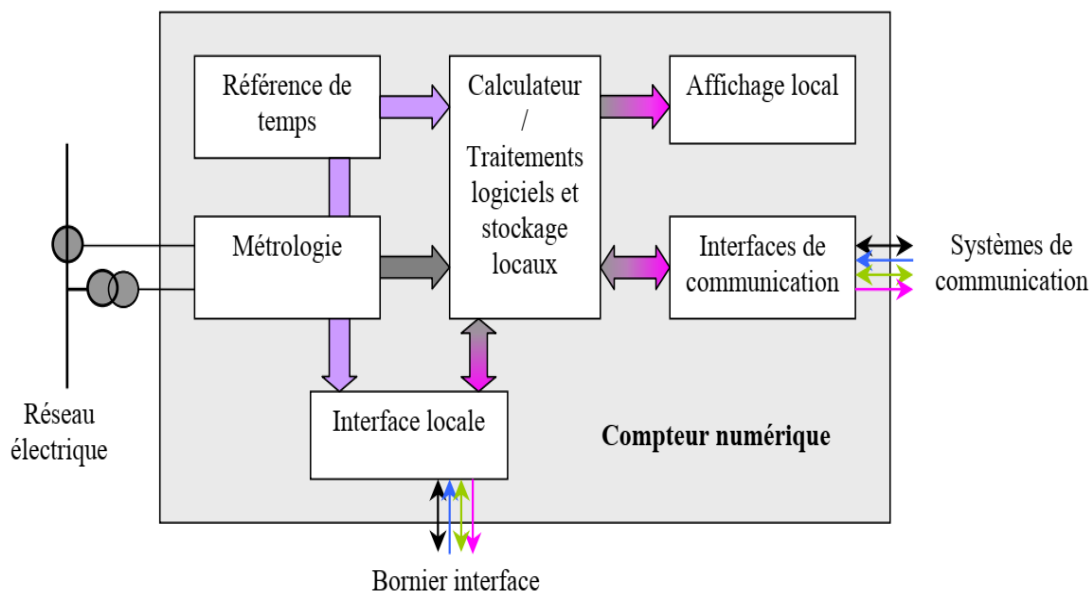 Référence de
temps
Calculateur
/
Traitements
logiciels et
stockage
locaux
Affichage local
Métrologie
Interfaces de
communication
Systèmes de
communication
Réseau
électrique
Interface locale
Compteur numérique
Bornier interface